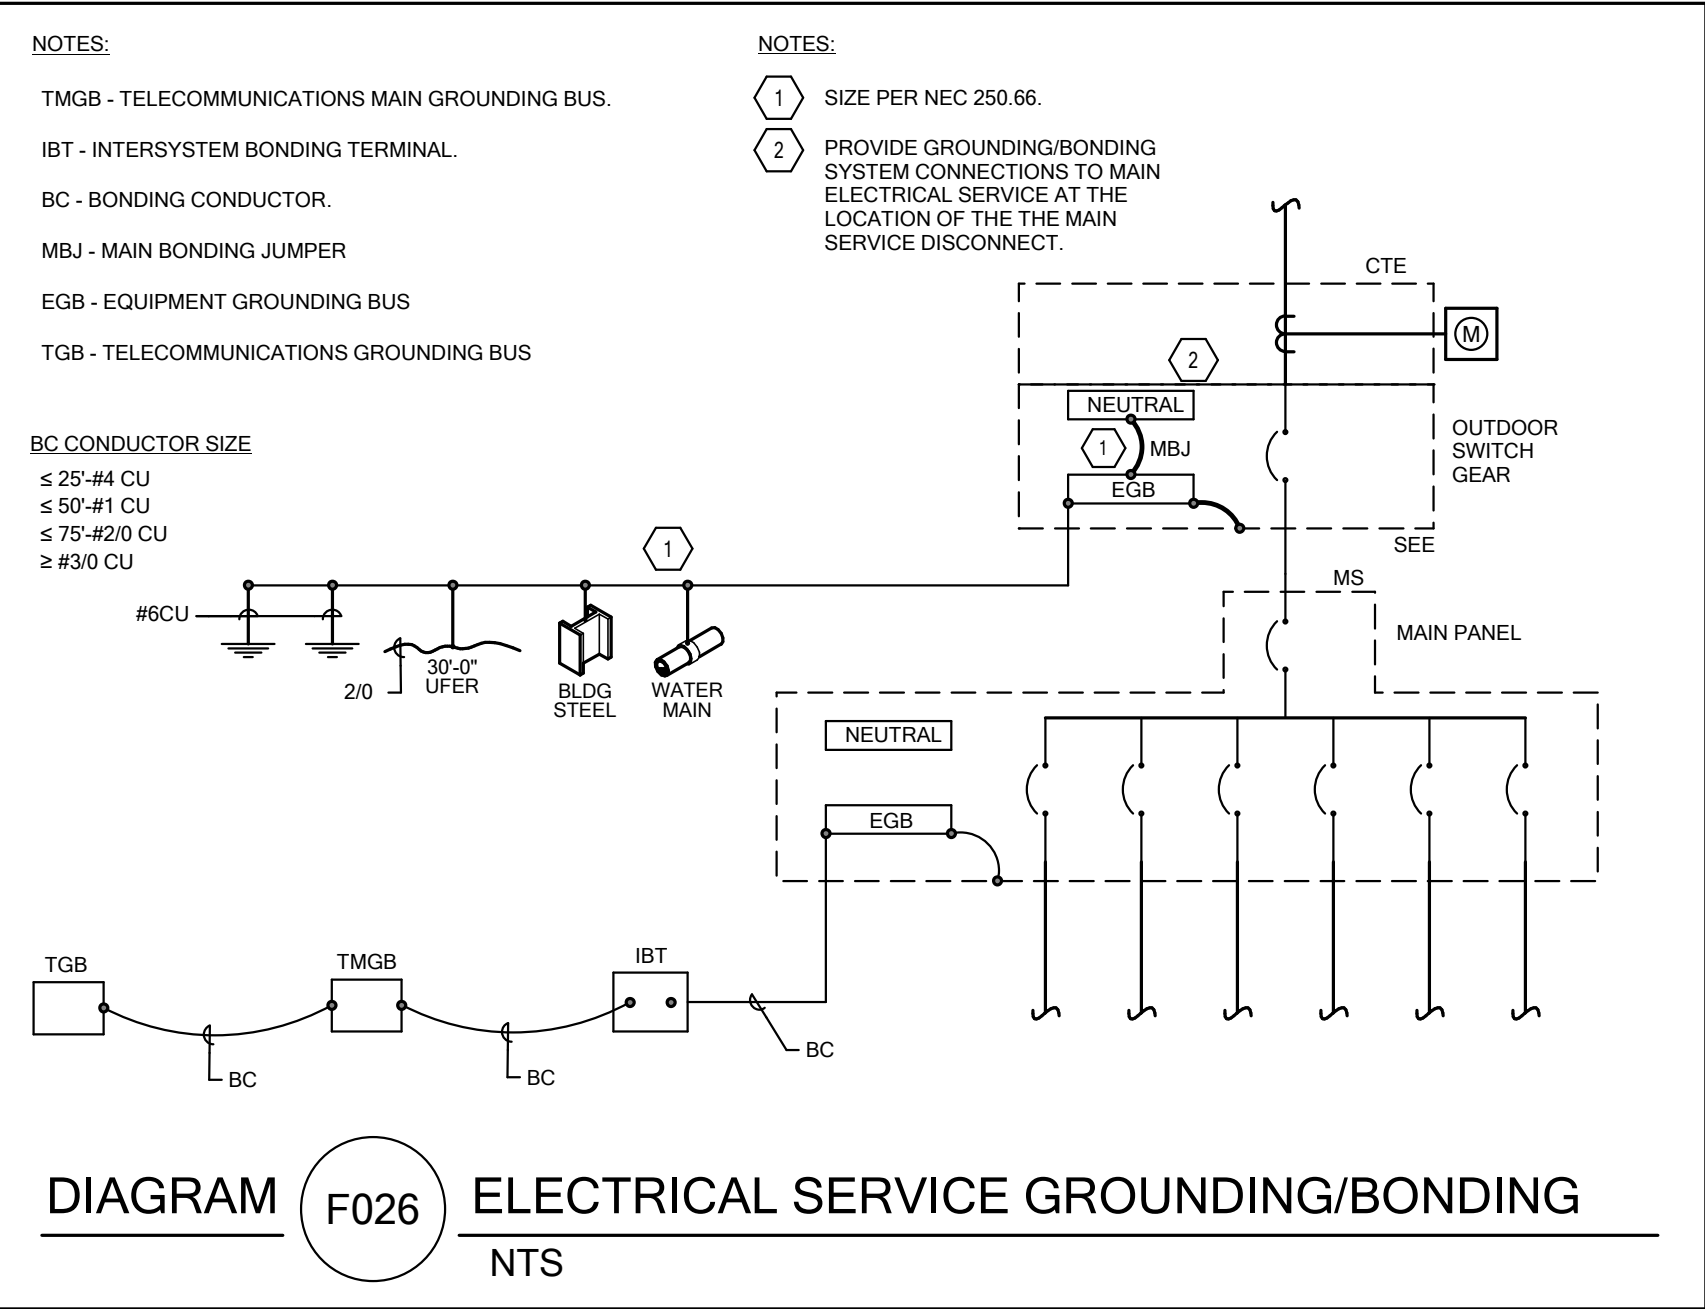 NOTES:
TMGB - TELECOMMUNICATIONS MAIN GROUNDING BUS.
IBT - INTERSYSTEM BONDING TERMINAL.
BC - BONDING CONDUCTOR.
MBJ - MAIN BONDING JUMPER
EGB - EQUIPMENT GROUNDING BUS
TGB - TELECOMMUNICATIONS GROUNDING BUS
BC CONDUCTOR SIZE
≤ 25'-#4 CU
≤ 50'-#1 CU
≤ 75'-#2/0 CU
≥ #3/0 CU
NOTES:
1 SIZE PER NEC 250.66.
2 PROVIDE GROUNDING/BONDING
SYSTEM CONNECTIONS TO MAIN
ELECTRICAL SERVICE AT THE
LOCATION OF THE THE MAIN
SERVICE DISCONNECT.
CTE
M
2
NEUTRAL
1
MBJ
EGB
OUTDOOR
SWITCH
GEAR
SEE
1
#6CU
2/0
30'-0"
UFER
BLDG
STEEL
WATER
MAIN
MS
MAIN PANEL
NEUTRAL
EGB
TGB
TMGB
IBT
BC
BC
BC
DIAGRAM
F026
ELECTRICAL SERVICE GROUNDING/BONDING
NTS